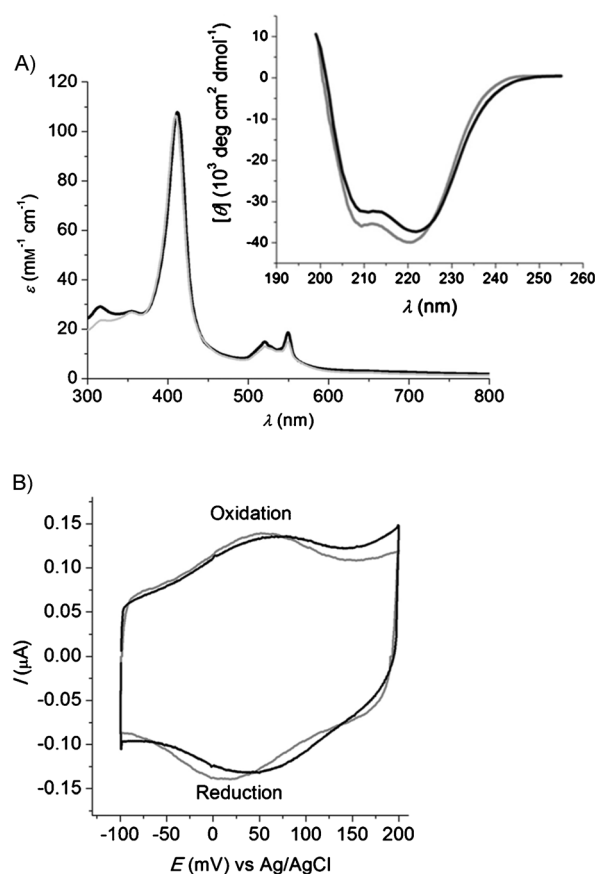 A)
120
100
80
60
40
20
0
ε (mM⁻¹ cm⁻¹)
300 400 500 600 700 800
λ (nm)
10
0
-10
-20
-30
-40
[θ] (10³ deg cm² dmol⁻¹)
190 200 210 220 230 240 250 260
λ (nm)
B)
Oxidation
0.15
0.10
0.05
0.00
-0.05
-0.10
-0.15
I (μA)
Reduction
-100 -50 0 50 100 150 200
E (mV) vs Ag/AgCl